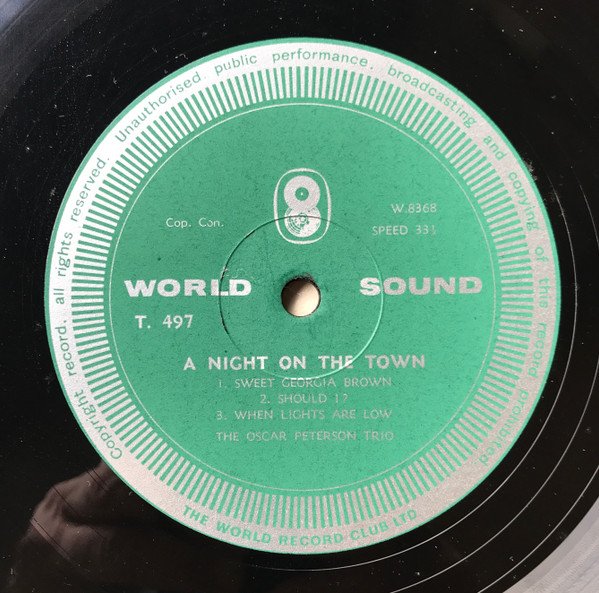 Copyright record. all rights reserved. Unauthorised public performance. broadcasting and copying of the record prohibited
Cop. Con.
W.8368
SPEED 33⅓
WORLD SOUND
T. 497
A NIGHT ON THE TOWN
1. SWEET GEORGIA BROWN
2. SHOULD I?
3. WHEN LIGHTS ARE LOW
THE OSCAR PETERSON TRIO
THE WORLD RECORD CLUB LTD